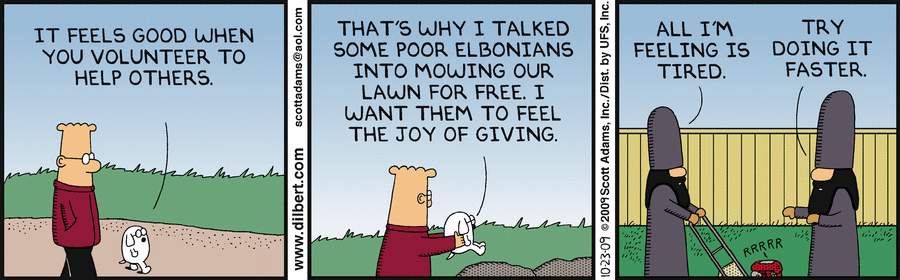 IT FEELS GOOD WHEN
YOU VOLUNTEER TO
HELP OTHERS.
www.dilbert.com scottadams@aol.com
THAT'S WHY I TALKED
SOME POOR ELBONIANS
INTO MOWING OUR
LAWN FOR FREE. I
WANT THEM TO FEEL
THE JOY OF GIVING.
10-23-09 ©2009 Scott Adams, Inc./Dist. by UFS, Inc.
ALL I'M
FEELING IS
TIRED.
TRY
DOING IT
FASTER.
RRRRR